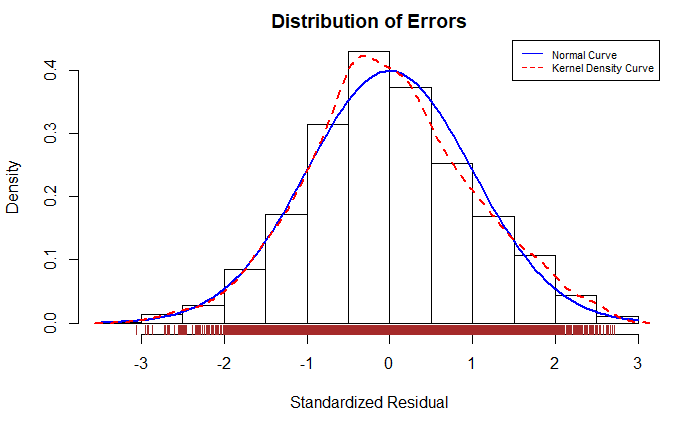 Distribution of Errors
Normal Curve
Kernel Density Curve
Density
0.4
0.3
0.2
0.1
0.0
-3 -2 -1 0 1 2 3
Standardized Residual